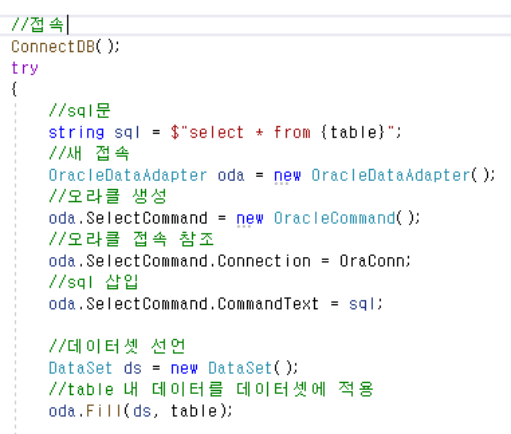 //접속
ConnectDB();
try
{
//sql문
string sql = $"select * from {table}";
//새 접속
OracleDataAdapter oda = new OracleDataAdapter();
//오라클 생성
oda.SelectCommand = new OracleCommand();
//오라클 접속 참조
oda.SelectCommand.Connection = OraConn;
//sql 삽입
oda.SelectCommand.CommandText = sql;
//데이터셋 선언
DataSet ds = new DataSet();
//table 내 데이터를 데이터셋에 적용
oda.Fill(ds, table);